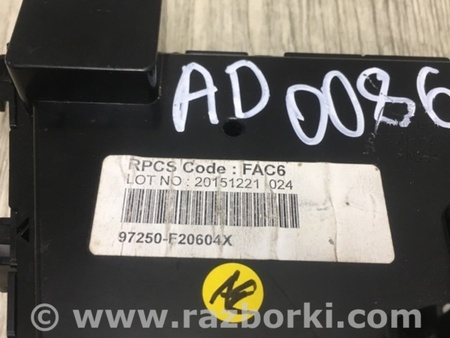 AD 0086
RPCS Code : FAC6
LOT NO : 20151221 024
97250-F20604X
www.razborki.com